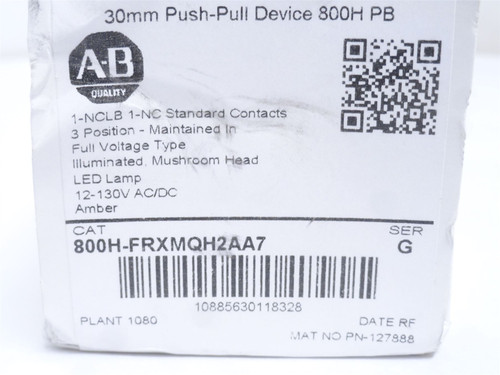 30mm Push-Pull Device 800H PB
A-B
QUALITY
1-NCLB 1-NC Standard Contacts
3 Position - Maintained In
Full Voltage Type
Illuminated, Mushroom Head
LED Lamp
12-130V AC/DC
Amber
CAT SER
800H-FRXMQH2AA7 G
10885630118328
PLANT 1080 DATE RF
MAT NO PN-127888